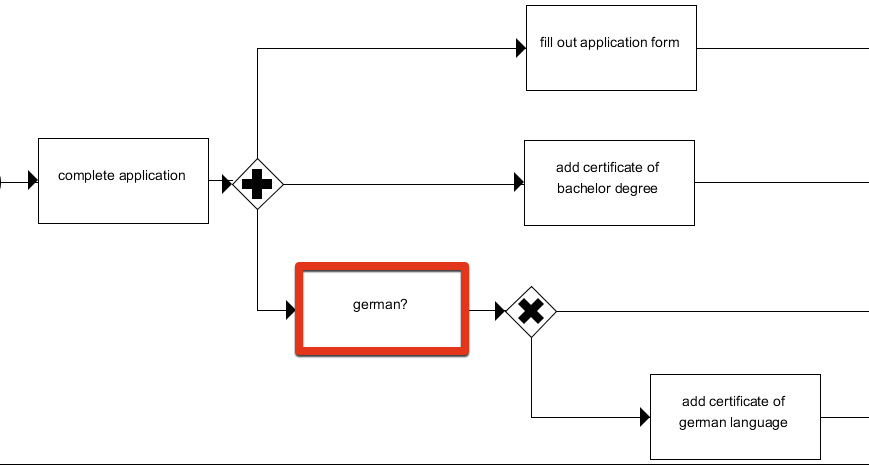 fill out application form
complete application
add certificate of
bachelor degree
german?
add certificate of
german language